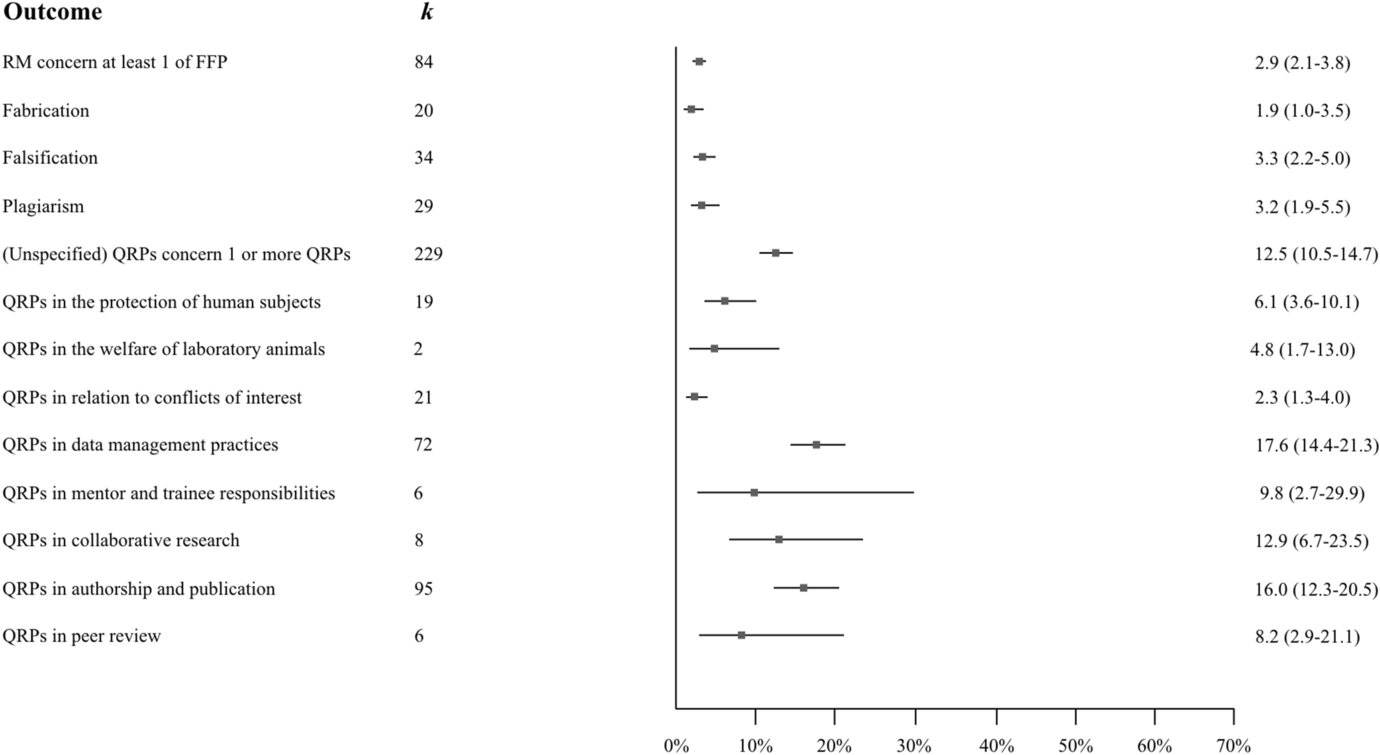 Outcome k
RM concern at least 1 of FFP 84 2.9 (2.1-3.8)
Fabrication 20 1.9 (1.0-3.5)
Falsification 34 3.3 (2.2-5.0)
Plagiarism 29 3.2 (1.9-5.5)
(Unspecified) QRPs concern 1 or more QRPs 229 12.5 (10.5-14.7)
QRPs in the protection of human subjects 19 6.1 (3.6-10.1)
QRPs in the welfare of laboratory animals 2 4.8 (1.7-13.0)
QRPs in relation to conflicts of interest 21 2.3 (1.3-4.0)
QRPs in data management practices 72 17.6 (14.4-21.3)
QRPs in mentor and trainee responsibilities 6 9.8 (2.7-29.9)
QRPs in collaborative research 8 12.9 (6.7-23.5)
QRPs in authorship and publication 95 16.0 (12.3-20.5)
QRPs in peer review 6 8.2 (2.9-21.1)
0% 10% 20% 30% 40% 50% 60% 70%